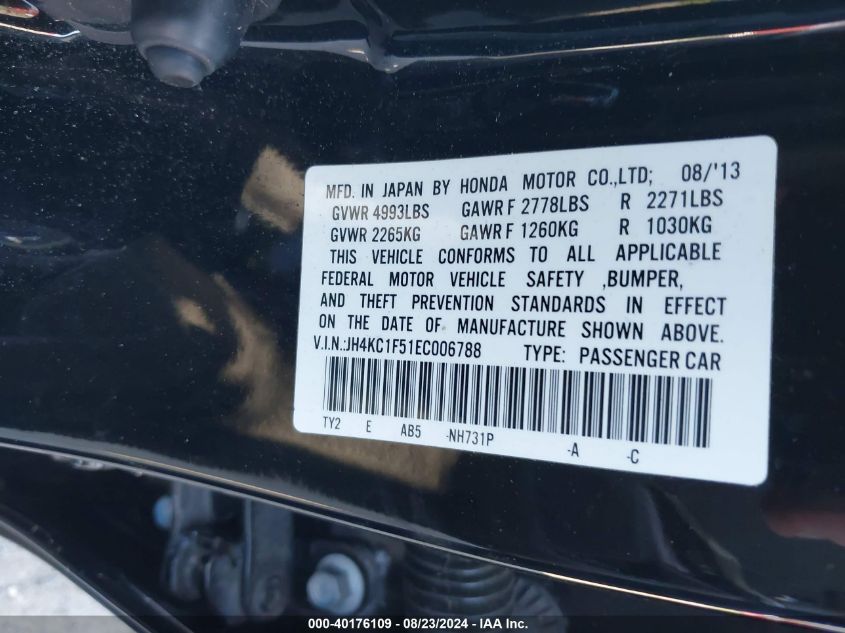 MFD. IN JAPAN BY HONDA MOTOR CO.,LTD; 08/'13
GVWR 4993LBS GAWR F 2778LBS R 2271LBS
GVWR 2265KG GAWR F 1260KG R 1030KG
THIS VEHICLE CONFORMS TO ALL APPLICABLE
FEDERAL MOTOR VEHICLE SAFETY ,BUMPER,
AND THEFT PREVENTION STANDARDS IN EFFECT
ON THE DATE OF MANUFACTURE SHOWN ABOVE.
V.I.N.:JH4KC1F51EC006788 TYPE: PASSENGER CAR
TY2 E AB5 -NH731P -A -C
000-40176109 - 08/23/2024 - IAA Inc.